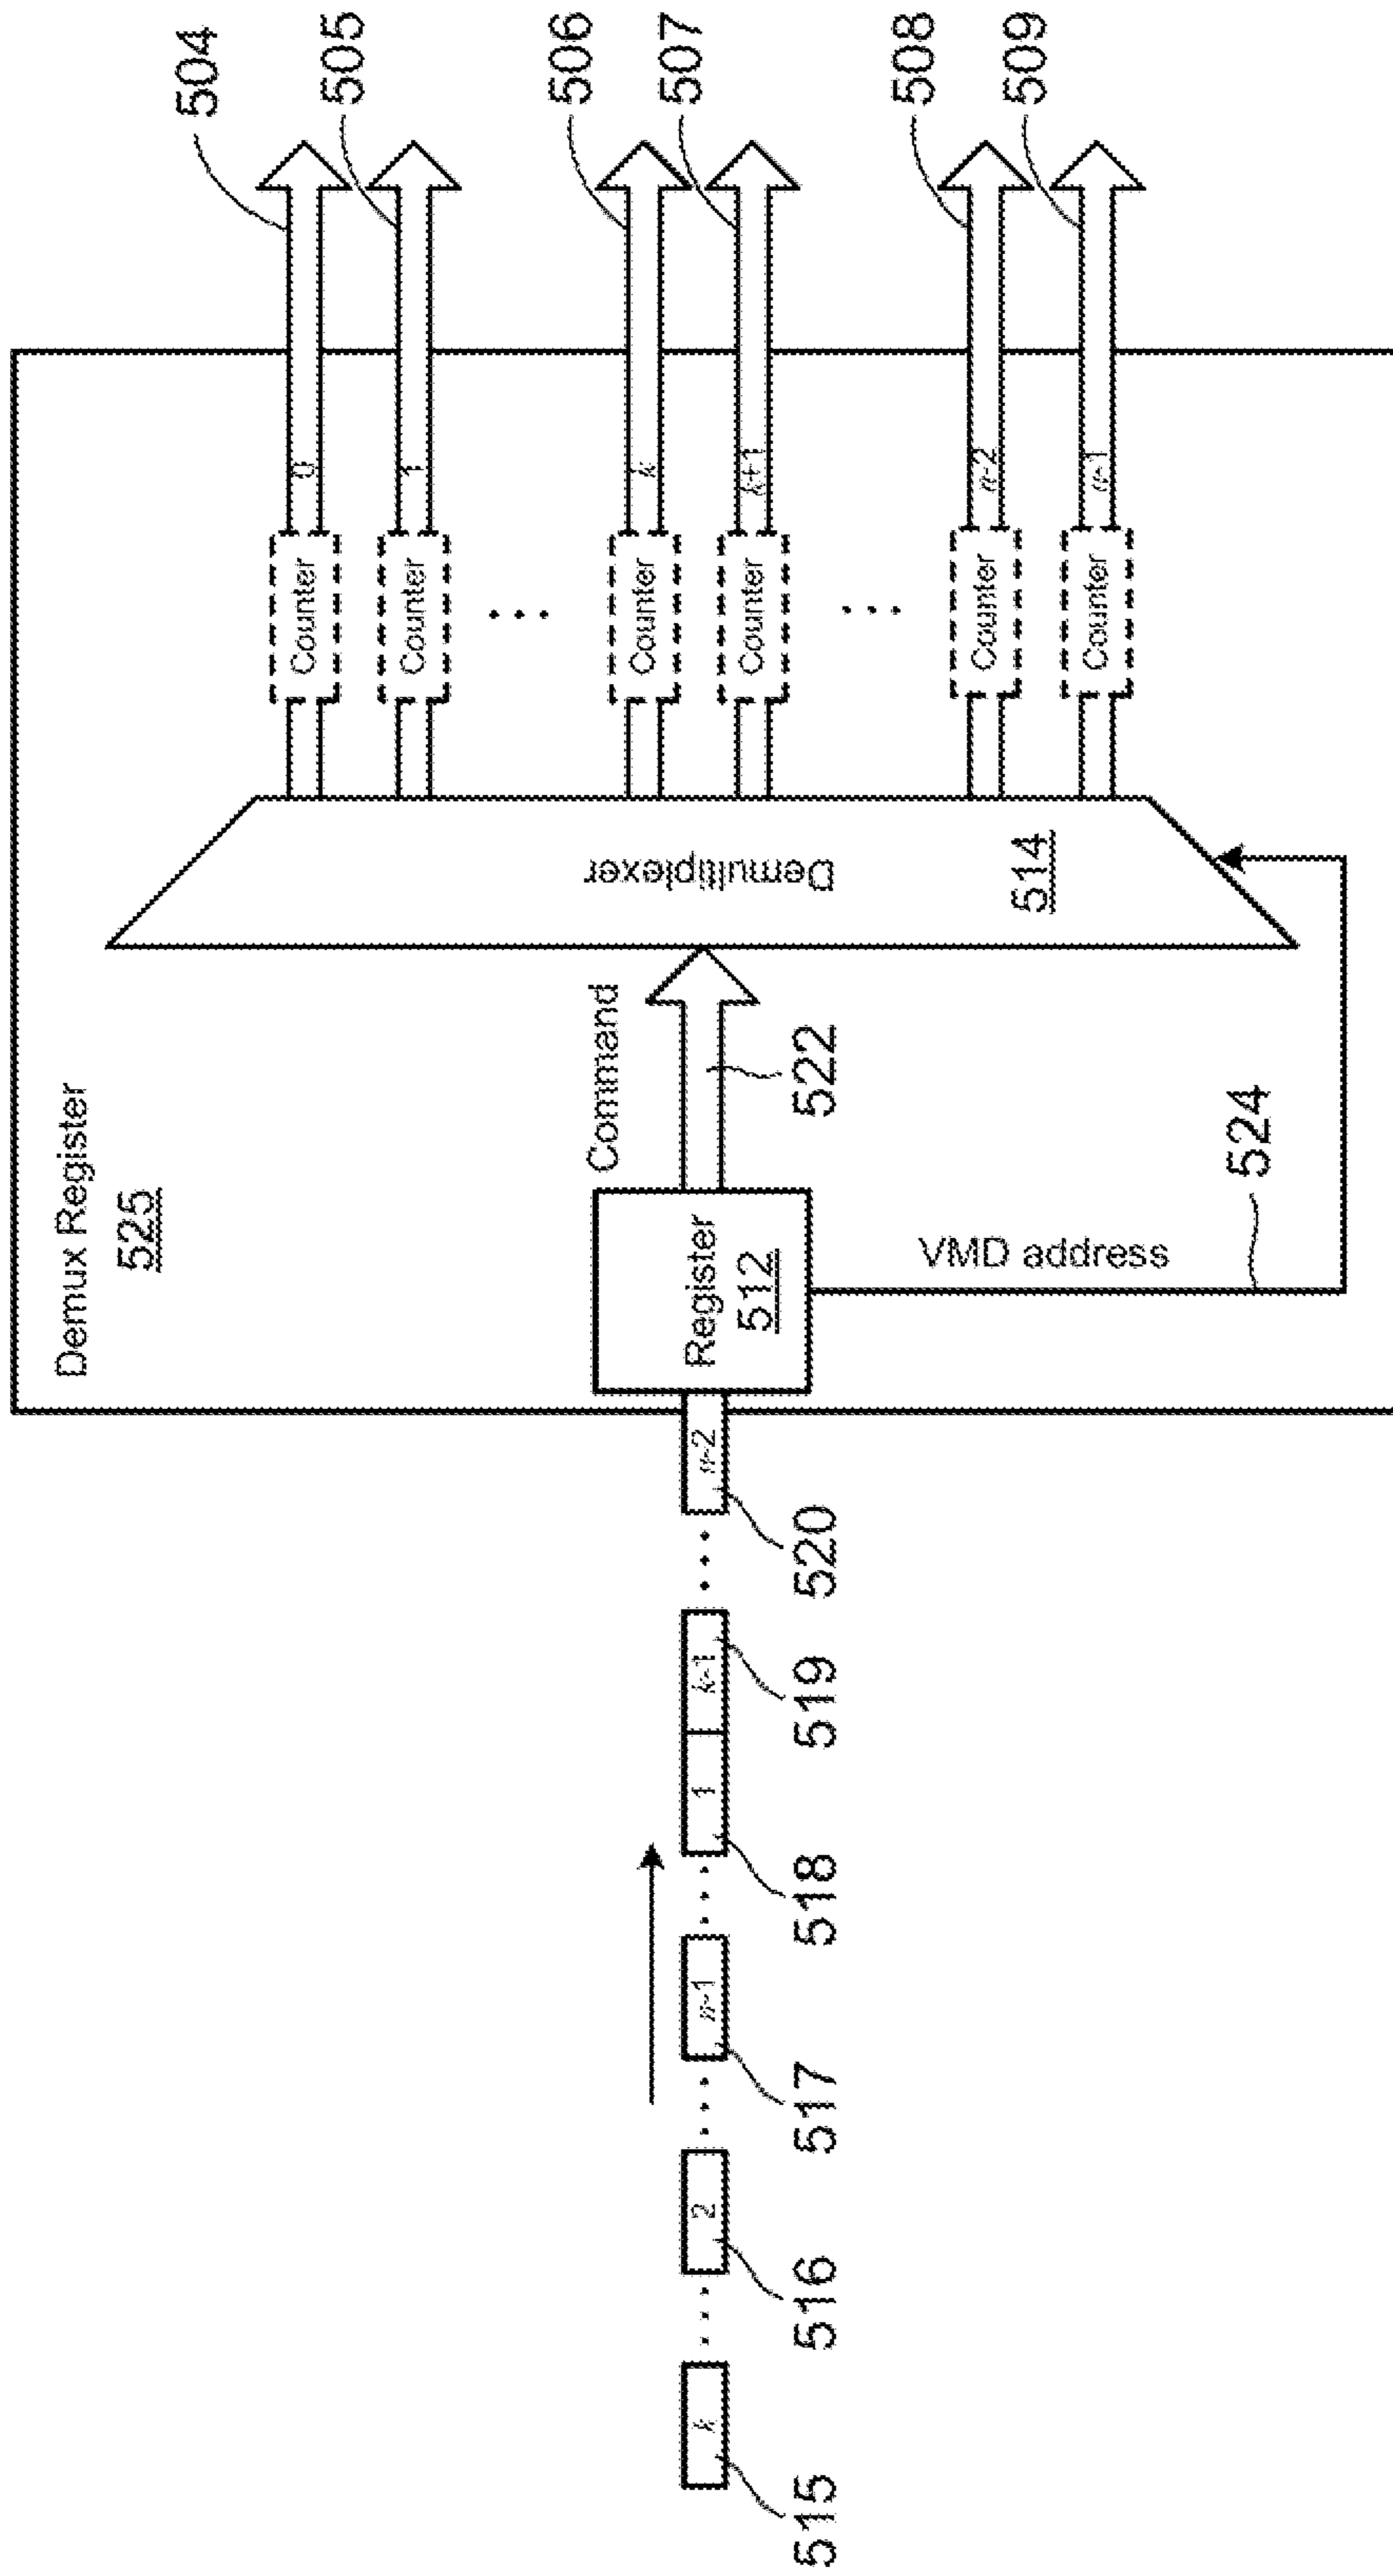 Demux Register
525
504
505
506
507
508
509
Counter
0
Counter
1
...
Counter
k
Counter
k+1
...
Counter
n-2
Counter
n-1
Demultiplexer
514
Command
522
Register
512
VMD address
524
k
...
2
...
n-1
...
1
k-1
...
n-2
515
516
517
518
519
520